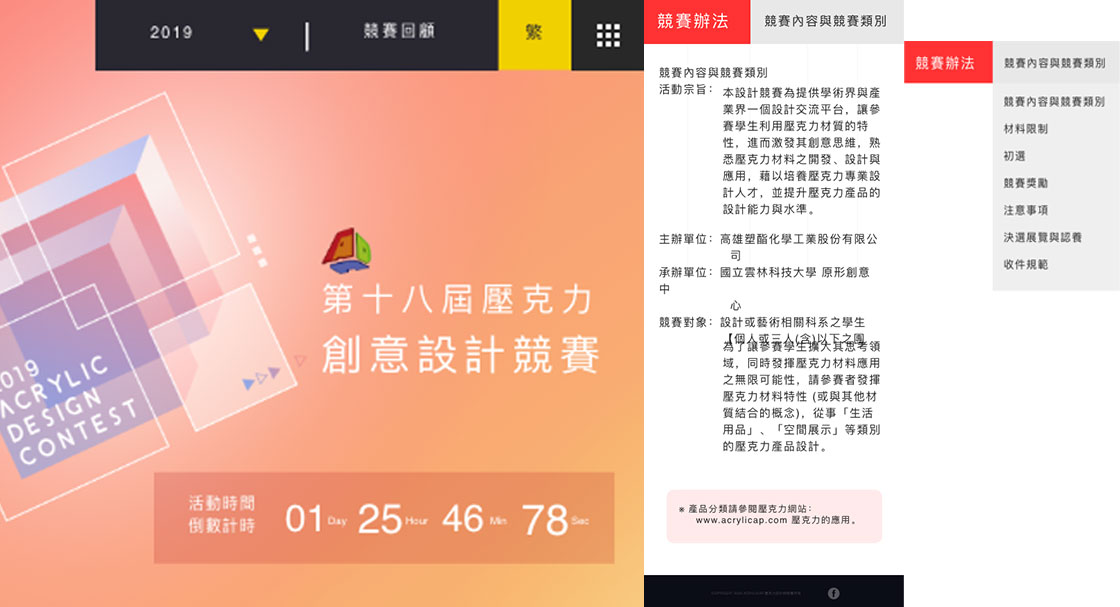 2019
競賽回顧
繁
第十八屆壓克力
創意設計競賽
2019
ACRYLIC
DESIGN
CONTEST
活動時間
倒數計時
01 Day 25 Hour 46 Min 78 Sec
競賽辦法
競賽內容與競賽類別
競賽內容與競賽類別
活動宗旨：
本設計競賽為提供學術界與產
業界一個設計交流平台，讓參
賽學生利用壓克力材質的特
性，進而激發其創意思維，熟
悉壓克力材料之開發、設計與
應用，藉以培養壓克力專業設
計人才，並提升壓克力產品的
設計能力與水準。
主辦單位：高雄塑酯化學工業股份有限公
司
承辦單位：國立雲林科技大學 原形創意
中
心
競賽對象：設計或藝術相關科系之學生
【個人或三人(含)以下之團
為了讓參賽學生擴大其思考領
域，同時發揮壓克力材料應用
之無限可能性，請參賽者發揮
壓克力材料特性 (或與其他材
質結合的概念)，從事「生活
用品」、「空間展示」等類別
的壓克力產品設計。
※ 產品分類請參閱壓克力網站：
www.acrylicap.com 壓克力的應用。
競賽辦法
競賽內容與競賽類別
競賽內容與競賽類別
材料限制
初選
競賽獎勵
注意事項
決選展覽與認養
收件規範